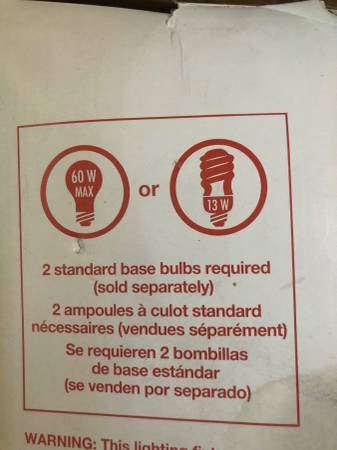 60 W
MAX
or
13 W
2 standard base bulbs required
(sold separately)
2 ampoules à culot standard
nécessaires (vendues séparément)
Se requieren 2 bombillas
de base estándar
(se venden por separado)
WARNING: This lighting